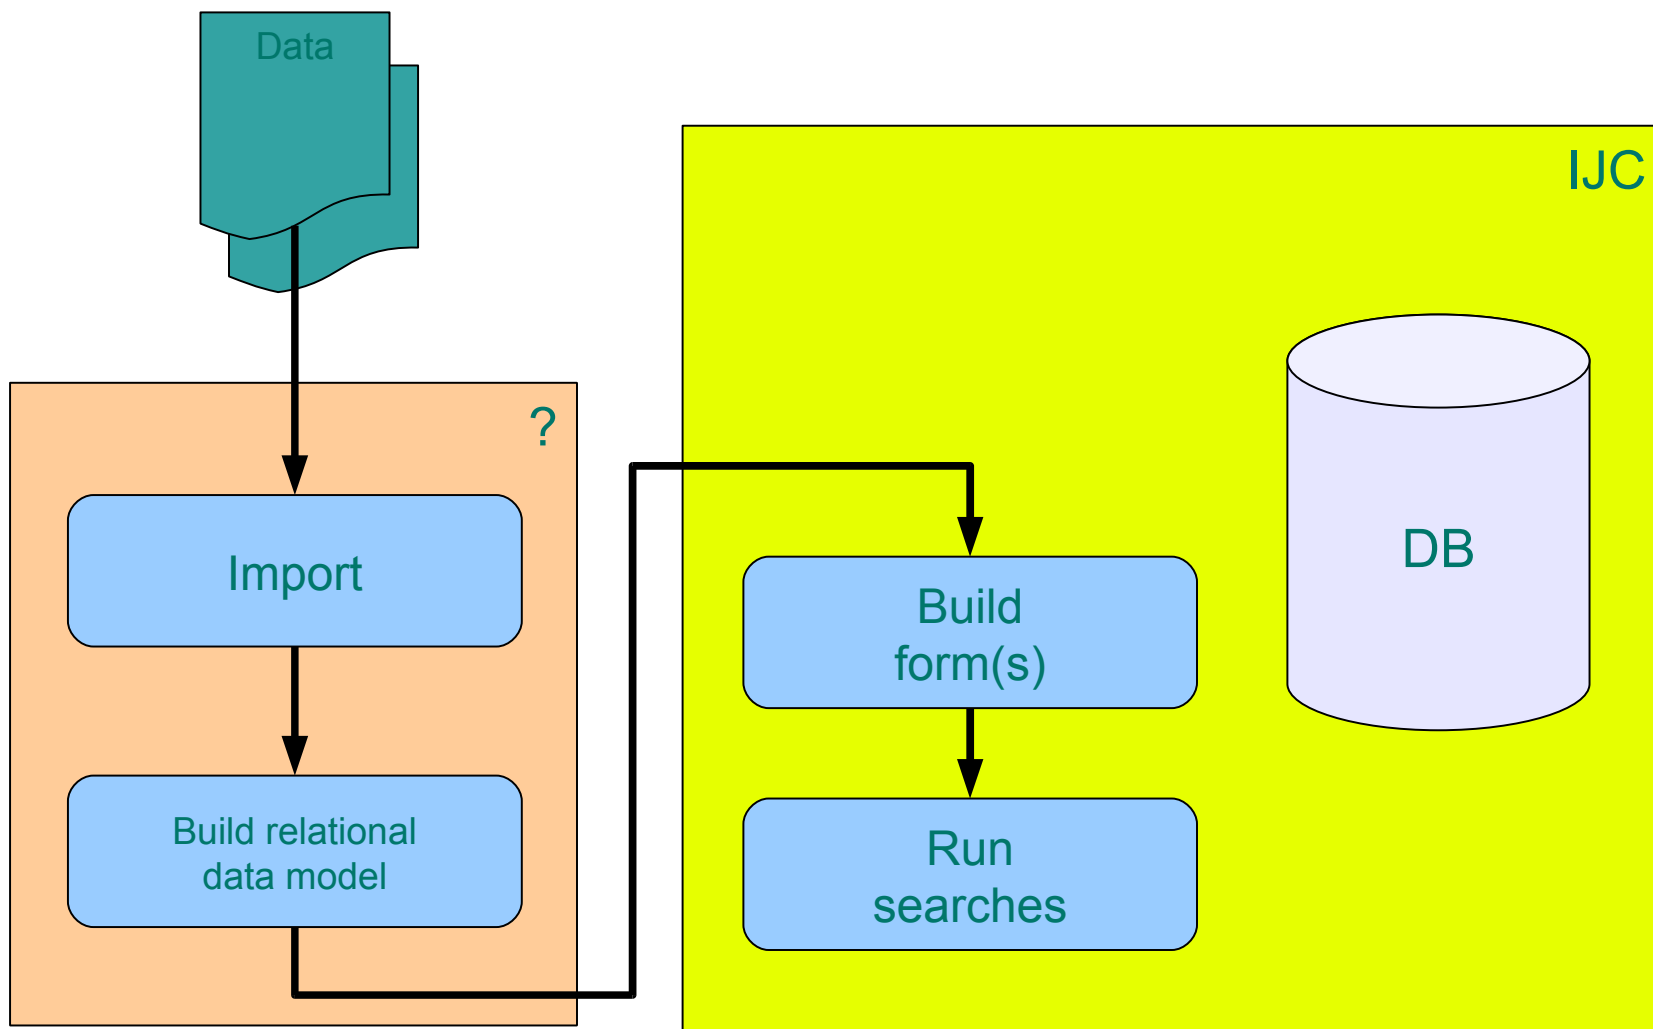 Data
?
Import
Build relational
data model
IJC
Build
form(s)
Run
searches
DB